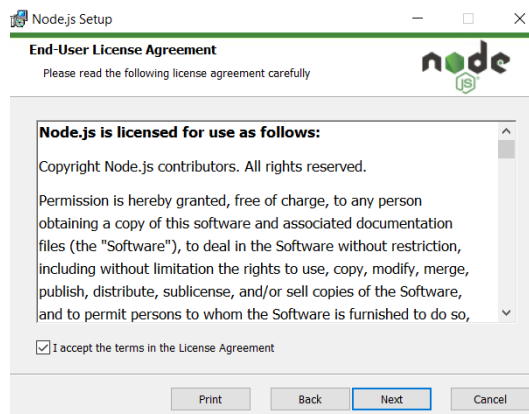 Node.js Setup
End-User License Agreement
Please read the following license agreement carefully
node
JS
Node.js is licensed for use as follows:
Copyright Node.js contributors. All rights reserved.
Permission is hereby granted, free of charge, to any person
obtaining a copy of this software and associated documentation
files (the "Software"), to deal in the Software without restriction,
including without limitation the rights to use, copy, modify, merge,
publish, distribute, sublicense, and/or sell copies of the Software,
and to permit persons to whom the Software is furnished to do so,
I accept the terms in the License Agreement
Print Back Next Cancel